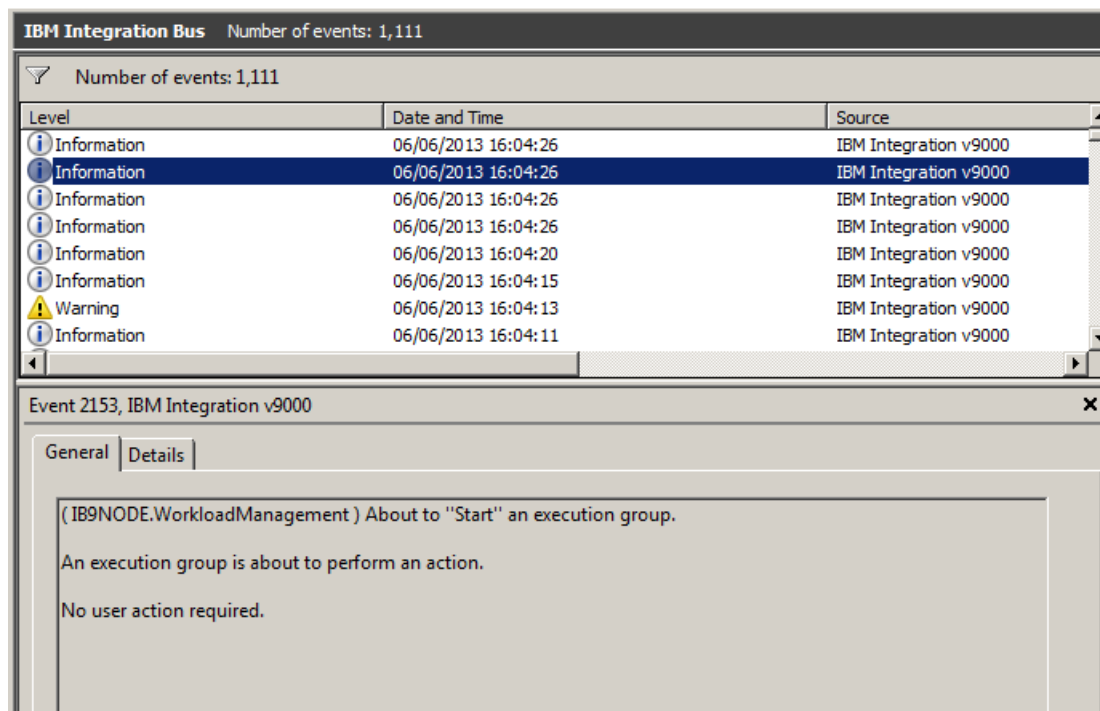 IBM Integration Bus Number of events: 1,111
Number of events: 1,111
Level Date and Time Source
Information 06/06/2013 16:04:26 IBM Integration v9000
Information 06/06/2013 16:04:26 IBM Integration v9000
Information 06/06/2013 16:04:26 IBM Integration v9000
Information 06/06/2013 16:04:26 IBM Integration v9000
Information 06/06/2013 16:04:20 IBM Integration v9000
Information 06/06/2013 16:04:15 IBM Integration v9000
Warning 06/06/2013 16:04:13 IBM Integration v9000
Information 06/06/2013 16:04:11 IBM Integration v9000
Event 2153, IBM Integration v9000
General Details
( IB9NODE.WorkloadManagement ) About to ''Start'' an execution group.
An execution group is about to perform an action.
No user action required.